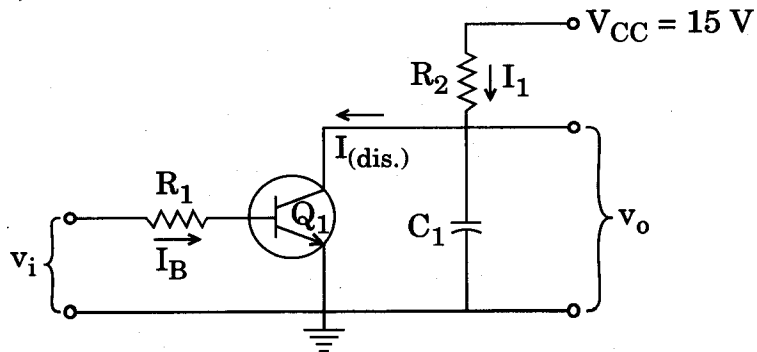 V_CC = 15 V
R_2
I_1
I_(dis.)
R_1
Q_1
C_1
v_o
I_B
v_i